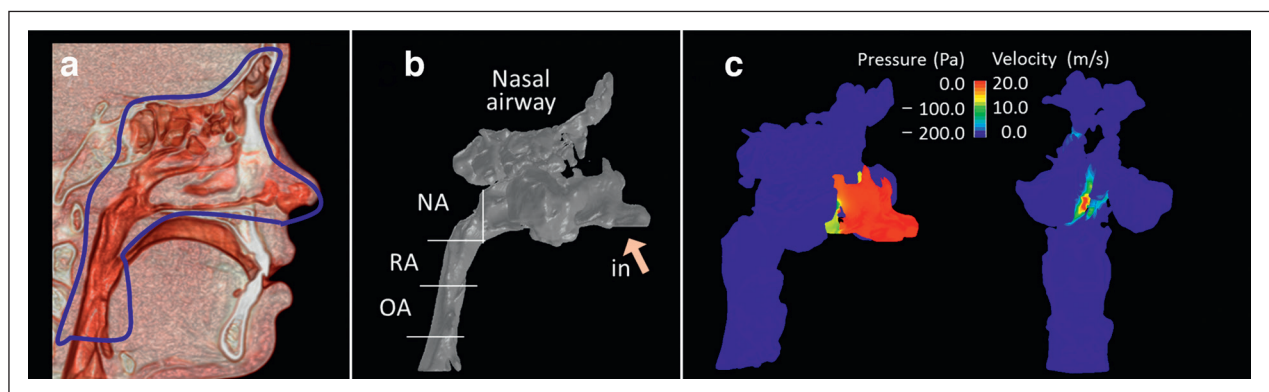 a
b
Nasal
airway
NA
RA
OA
in
c
Pressure (Pa) Velocity (m/s)
0.0 20.0
− 100.0 10.0
− 200.0 0.0